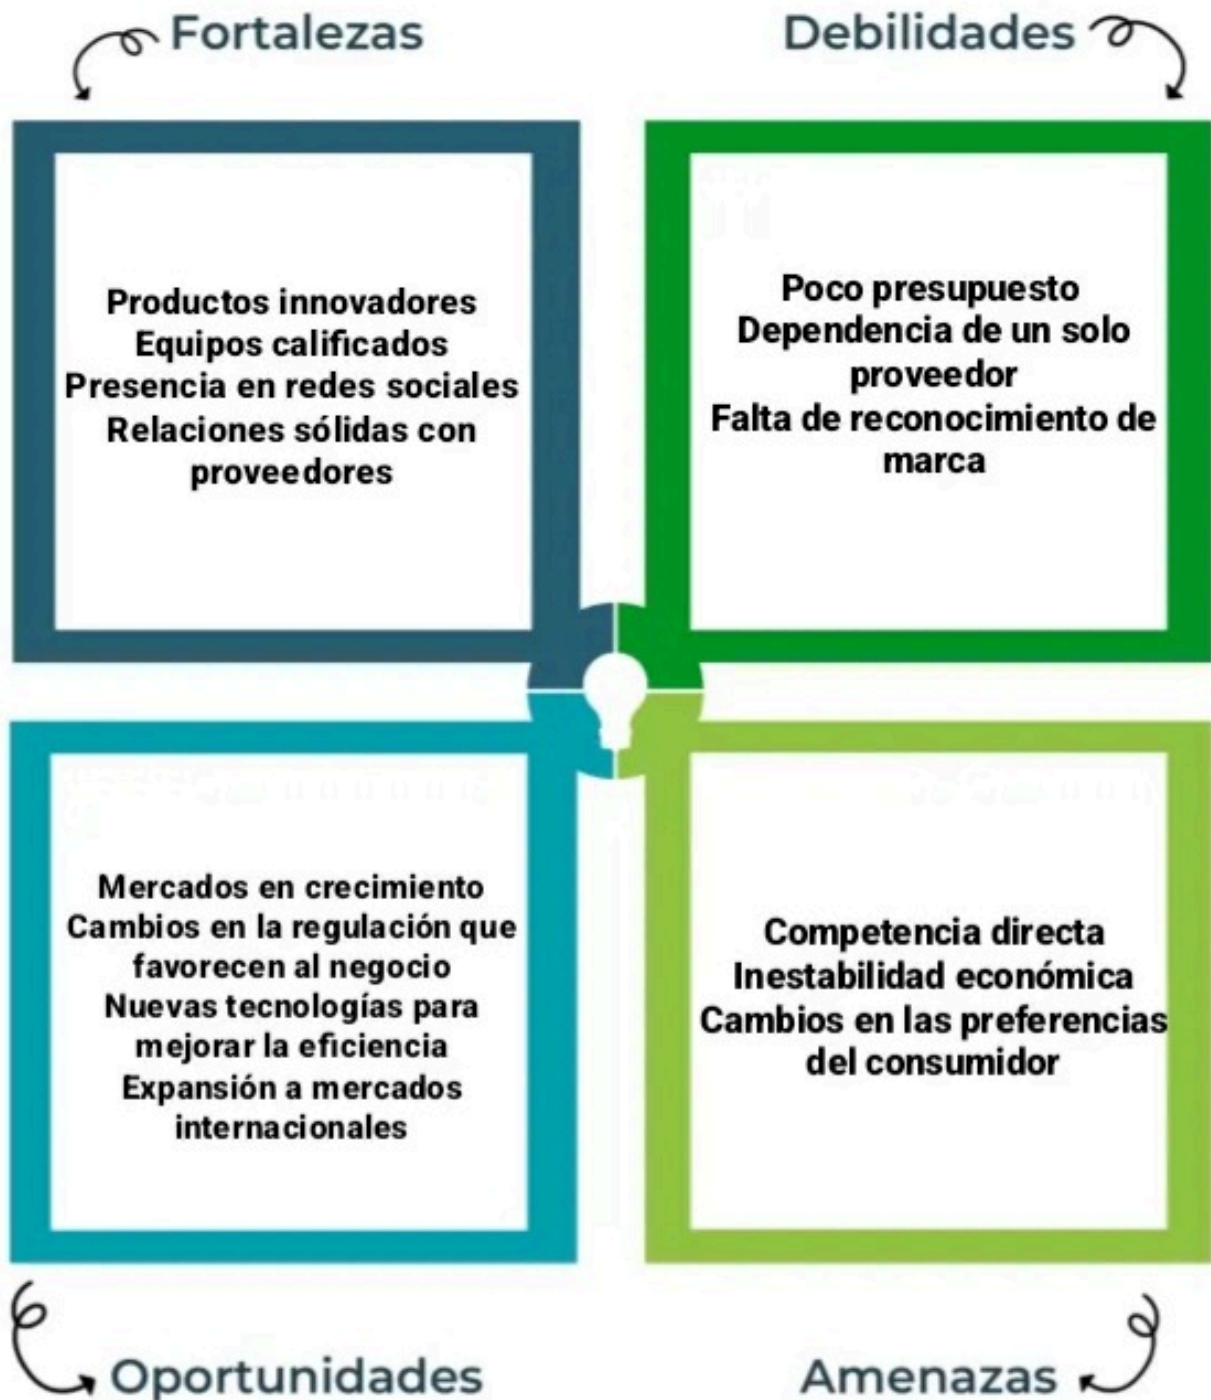 Fortalezas
Productos innovadores
Equipos calificados
Presencia en redes sociales
Relaciones sólidas con
proveedores
Debilidades
Poco presupuesto
Dependencia de un solo
proveedor
Falta de reconocimiento de
marca
Mercados en crecimiento
Cambios en la regulación que
favorecen al negocio
Nuevas tecnologías para
mejorar la eficiencia
Expansión a mercados
internacionales
Oportunidades
Competencia directa
Inestabilidad económica
Cambios en las preferencias
del consumidor
Amenazas